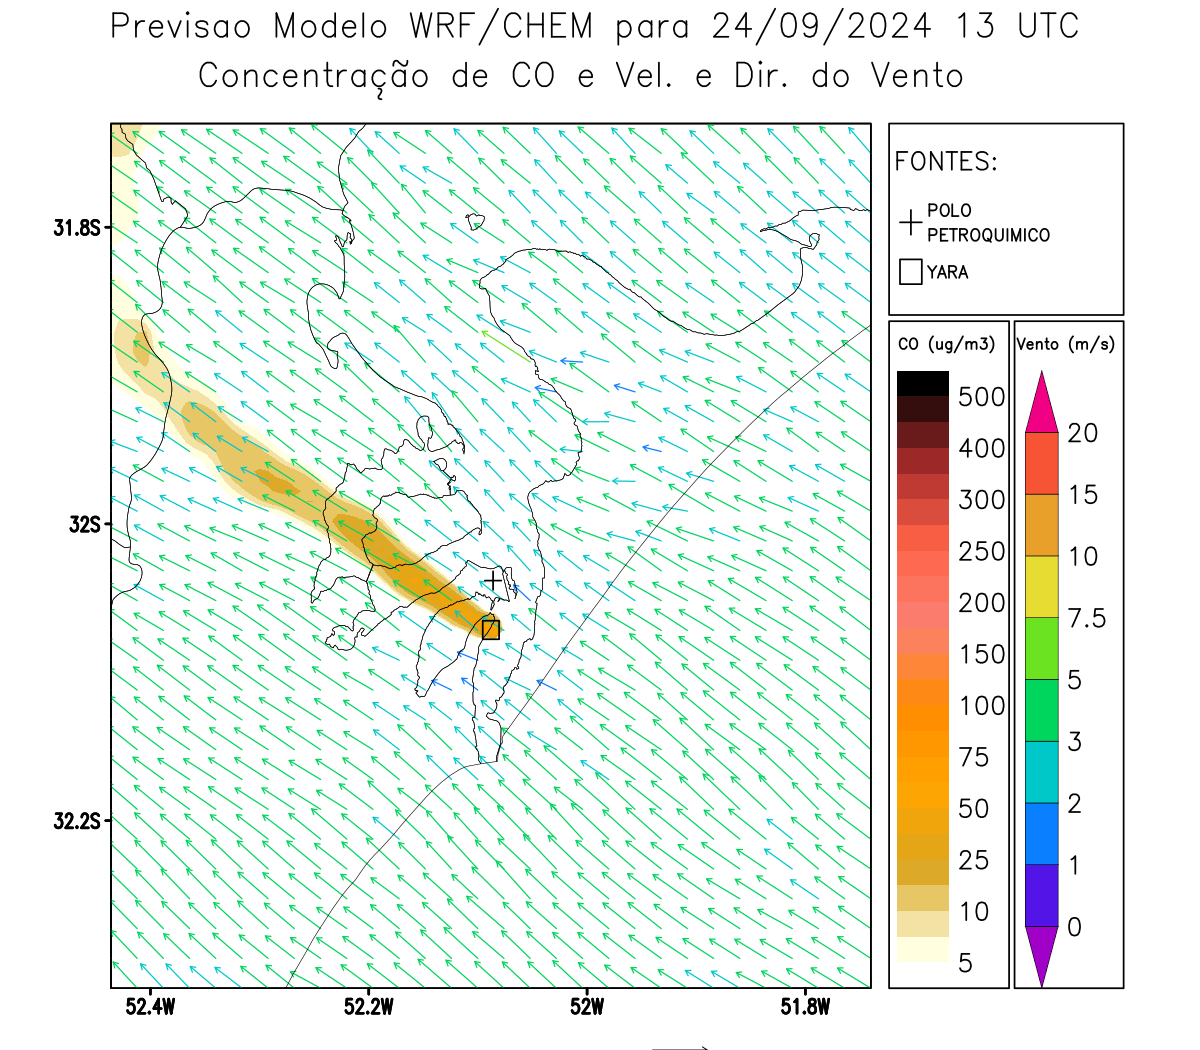 Previsao Modelo WRF/CHEM para 24/09/2024 13 UTC
Concentração de CO e Vel. e Dir. do Vento
FONTES:
POLO
PETROQUIMICO
YARA
31.8S
32S
32.2S
52.4W
52.2W
52W
51.8W
CO (ug/m3)
500
400
300
250
200
150
100
75
50
25
10
5
Vento (m/s)
20
15
10
7.5
5
3
2
1
0